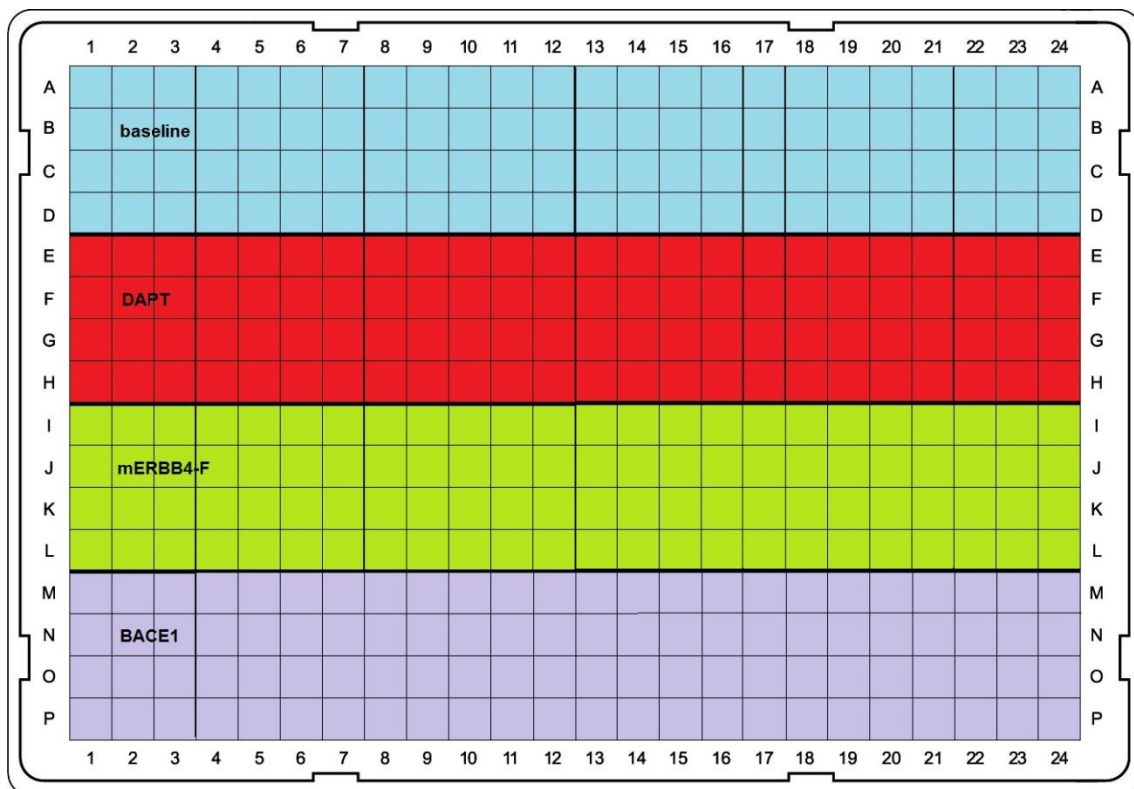 1 2 3 4 5 6 7 8 9 10 11 12 13 14 15 16 17 18 19 20 21 22 23 24
A A
B baseline B
C C
D D
E E
F DAPT F
G G
H H
I I
J mERBB4-F J
K K
L L
M M
N BACE1 N
O O
P P
1 2 3 4 5 6 7 8 9 10 11 12 13 14 15 16 17 18 19 20 21 22 23 24